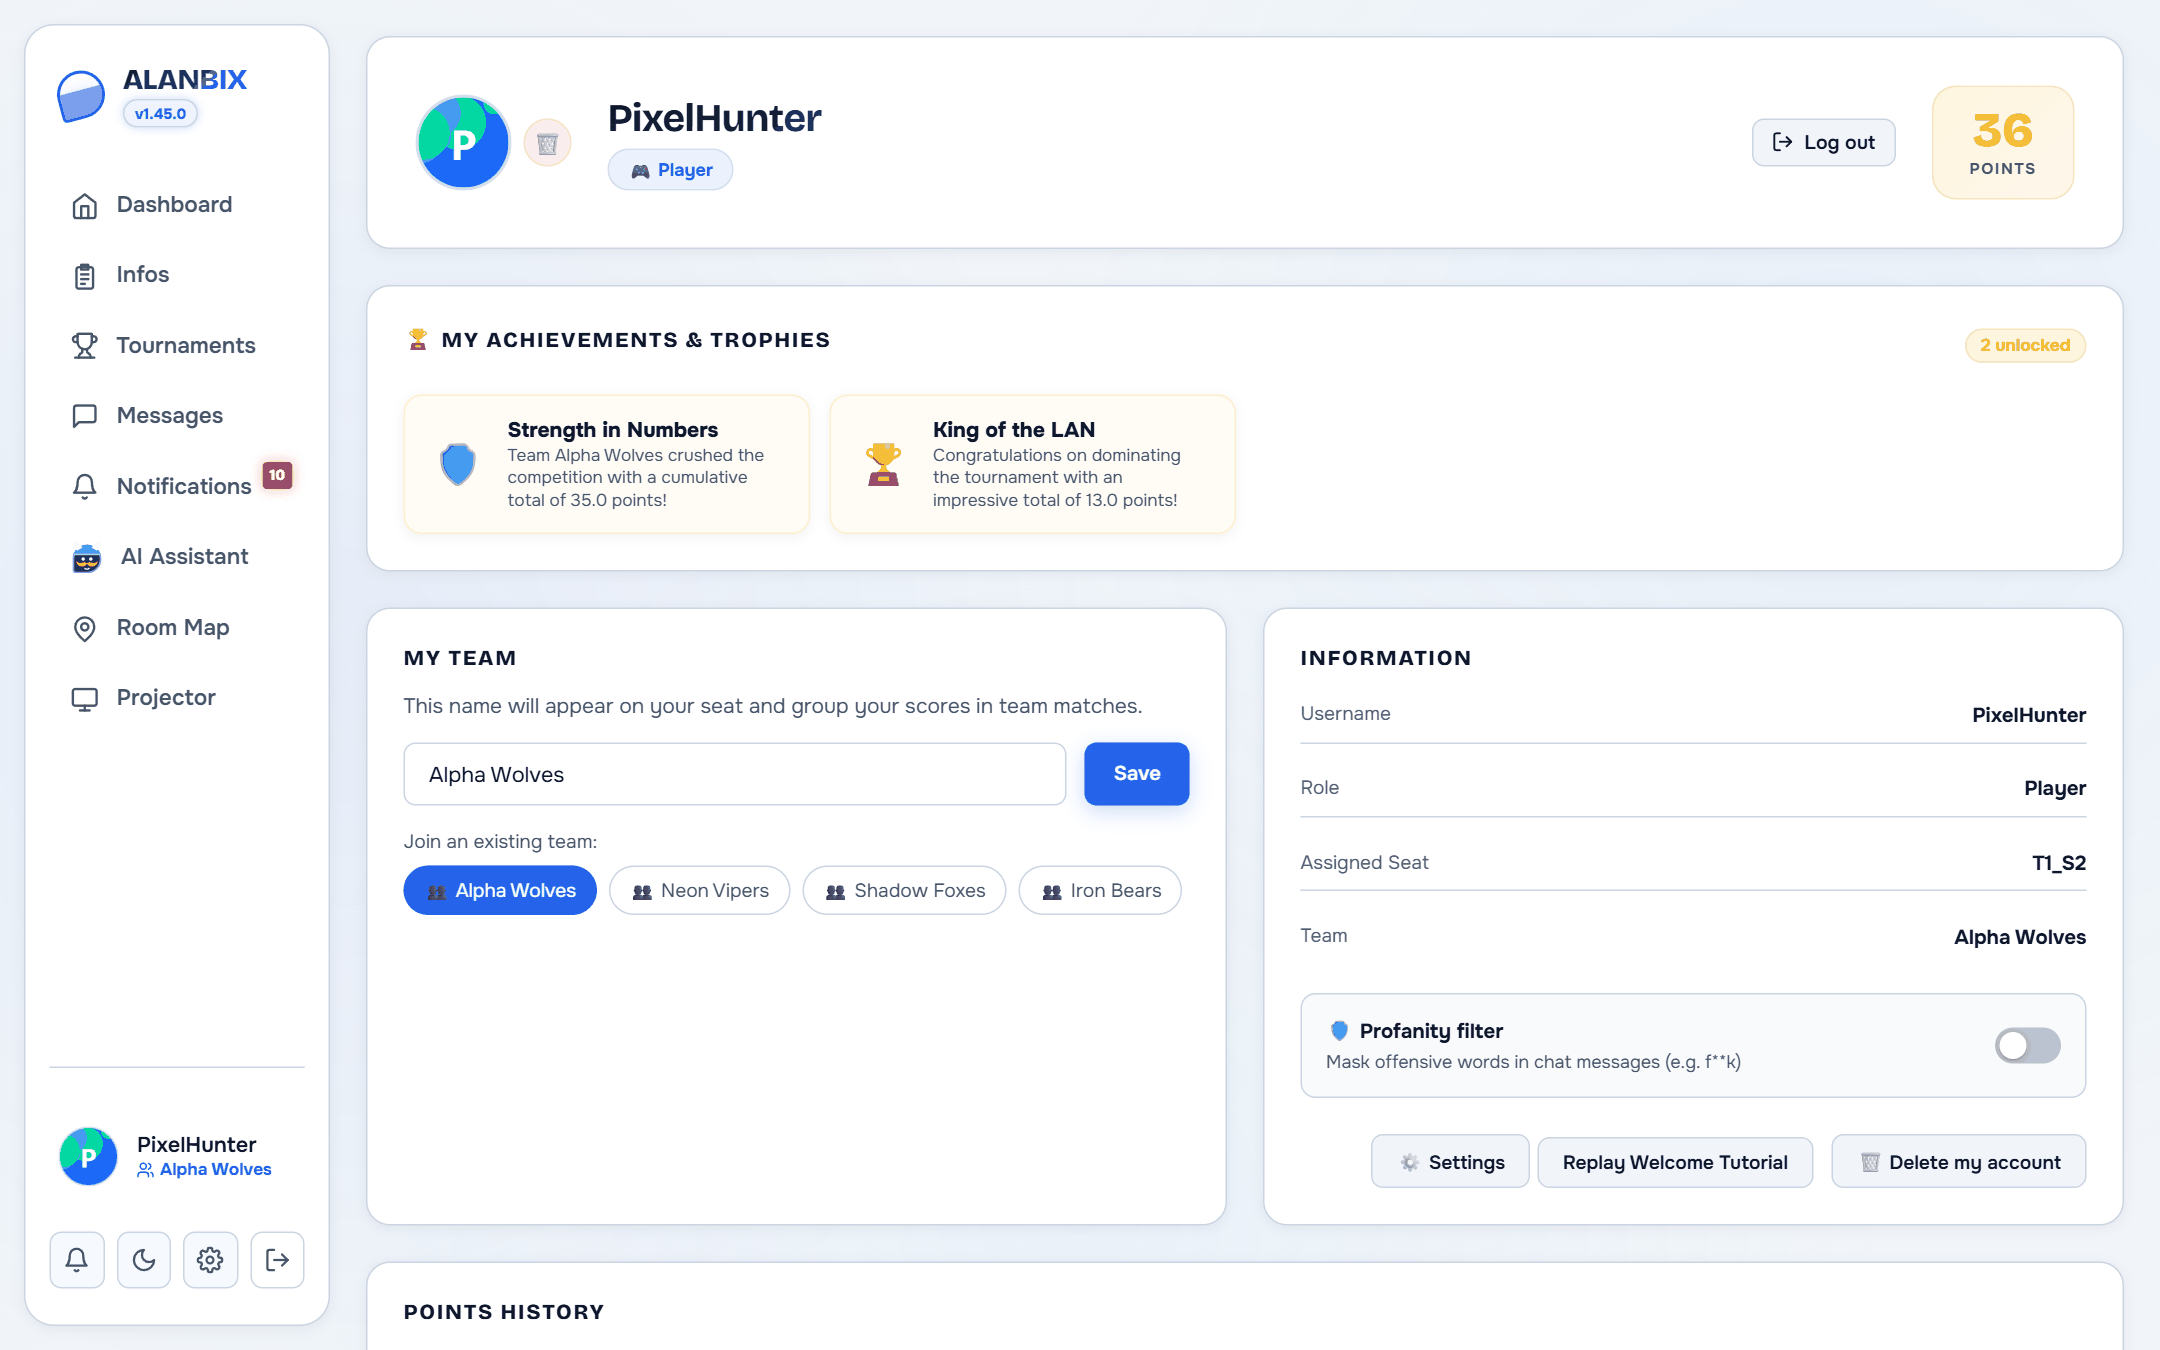 ALANBIX
v1.45.0
Dashboard
Infos
Tournaments
Messages
Notifications
10
AI Assistant
Room Map
Projector
P
PixelHunter
Alpha Wolves
P
PixelHunter
🎮 Player
Log out
36
POINTS
🏆 MY ACHIEVEMENTS & TROPHIES
2 unlocked
Strength in Numbers
Team Alpha Wolves crushed the
competition with a cumulative
total of 35.0 points!
King of the LAN
Congratulations on dominating
the tournament with an
impressive total of 13.0 points!
MY TEAM
This name will appear on your seat and group your scores in team matches.
Alpha Wolves
Save
Join an existing team:
👥 Alpha Wolves
👥 Neon Vipers
👥 Shadow Foxes
👥 Iron Bears
INFORMATION
Username
PixelHunter
Role
Player
Assigned Seat
T1_S2
Team
Alpha Wolves
Profanity filter
Mask offensive words in chat messages (e.g. f**k)
Settings
Replay Welcome Tutorial
Delete my account
POINTS HISTORY